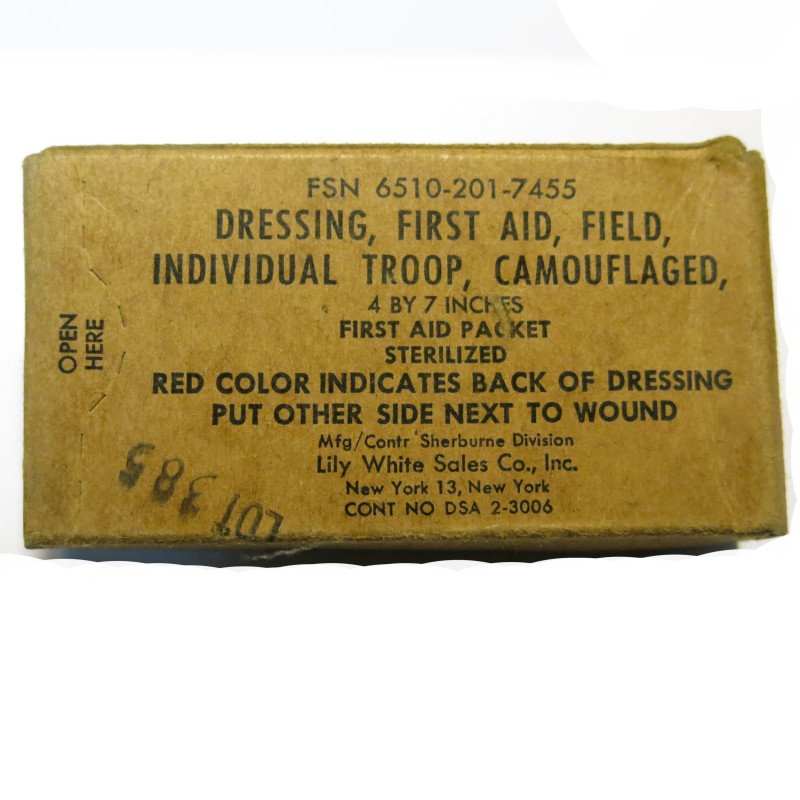 FSN 6510-201-7455
DRESSING, FIRST AID, FIELD,
INDIVIDUAL TROOP, CAMOUFLAGED,
4 BY 7 INCHES
FIRST AID PACKET
STERILIZED
RED COLOR INDICATES BACK OF DRESSING
PUT OTHER SIDE NEXT TO WOUND
Mfg/Contr Sherburne Division
Lily White Sales Co., Inc.
New York 13, New York
CONT NO DSA 2-3006
OPEN
HERE
LOT 385